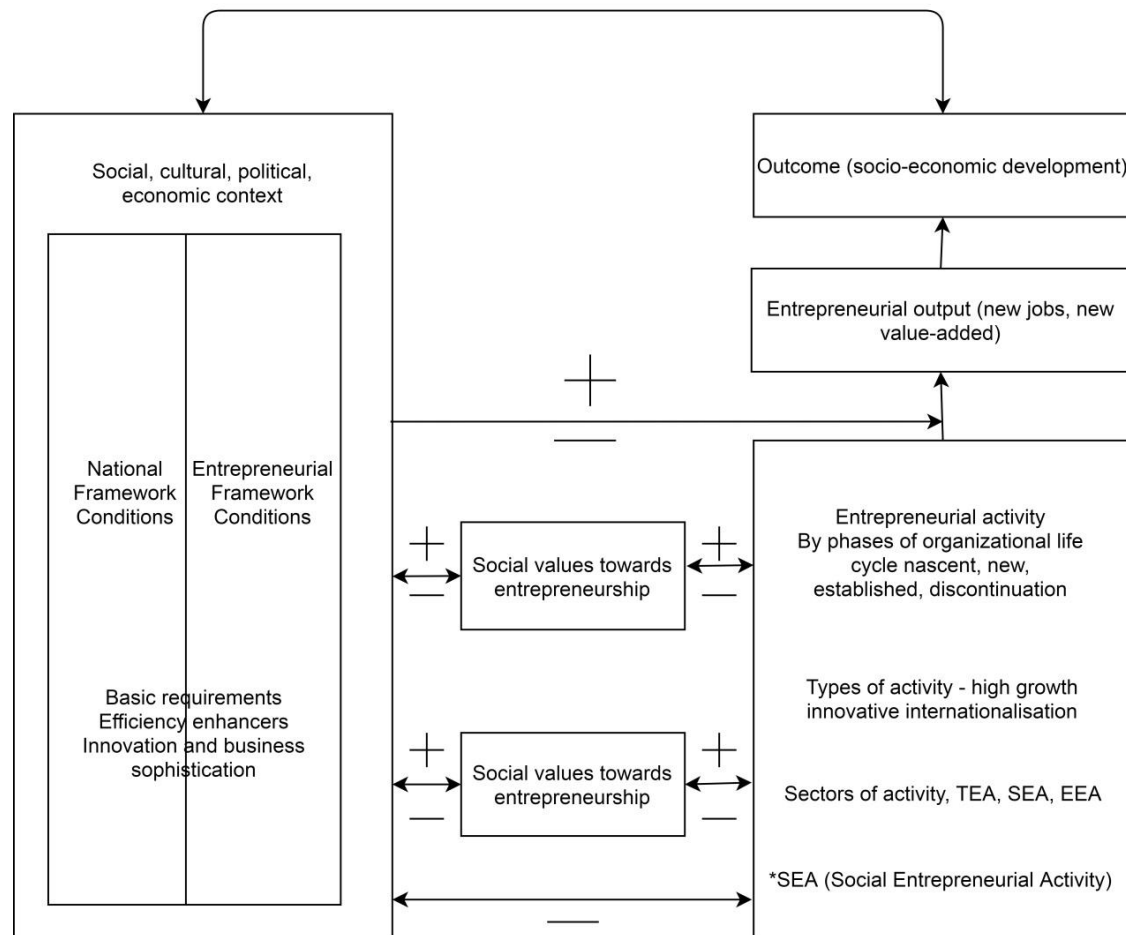 Social, cultural, political,
economic context
Outcome (socio-economic development)
Entrepreneurial output (new jobs, new
value-added)
National
Framework
Conditions
Entrepreneurial
Framework
Conditions
Basic requirements
Efficiency enhancers
Innovation and business
sophistication
+
—
+
Social values towards
entrepreneurship
—
+
—
+
Social values towards
entrepreneurship
—
+
—
—
Entrepreneurial activity
By phases of organizational life
cycle nascent, new,
established, discontinuation
Types of activity - high growth
innovative internationalisation
Sectors of activity, TEA, SEA, EEA
*SEA (Social Entrepreneurial Activity)